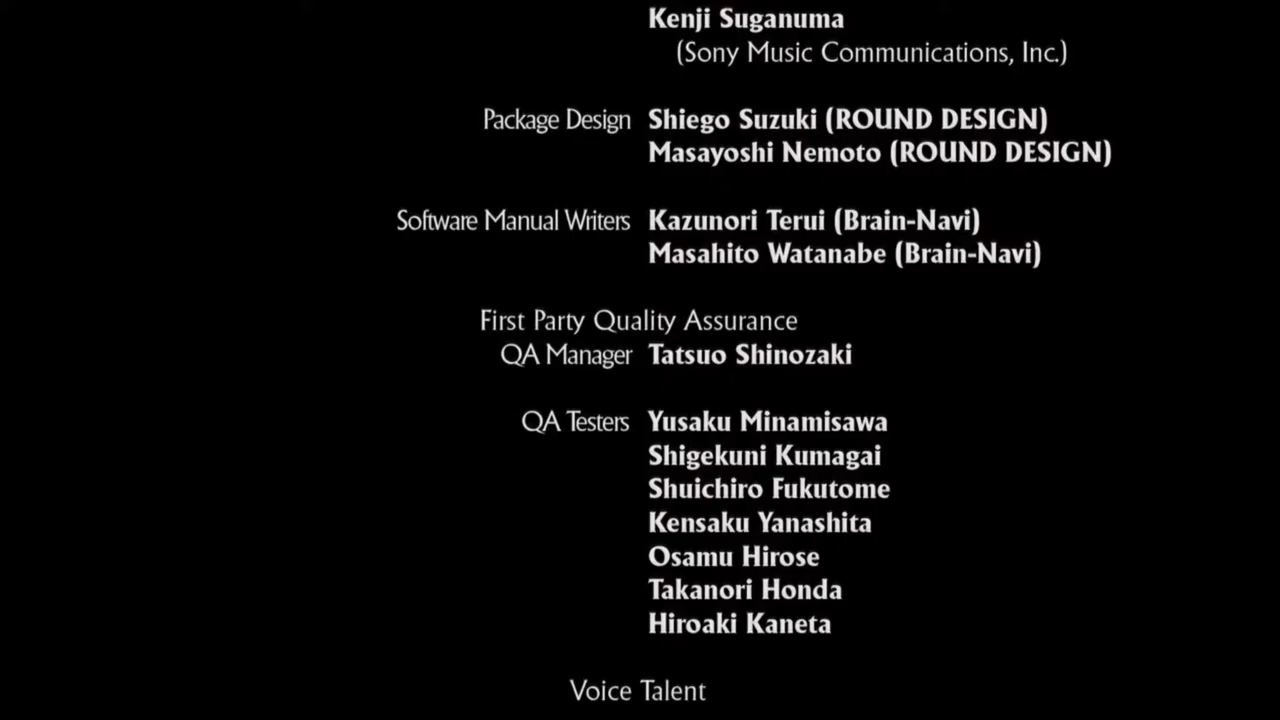 Kenji Suganuma
(Sony Music Communications, Inc.)
Package Design Shiego Suzuki (ROUND DESIGN)
Masayoshi Nemoto (ROUND DESIGN)
Software Manual Writers Kazunori Terui (Brain-Navi)
Masahito Watanabe (Brain-Navi)
First Party Quality Assurance
QA Manager Tatsuo Shinozaki
QA Testers Yusaku Minamisawa
Shigekuni Kumagai
Shuichiro Fukutome
Kensaku Yanashita
Osamu Hirose
Takanori Honda
Hiroaki Kaneta
Voice Talent